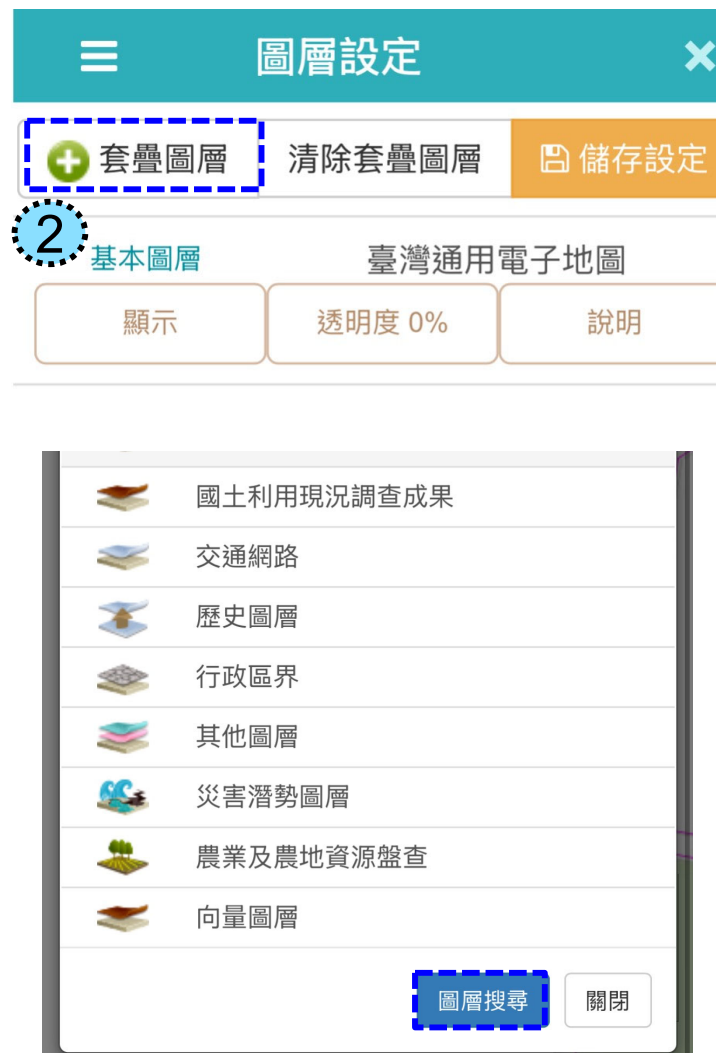 圖層設定
套疊圖層 清除套疊圖層 儲存設定
2
基本圖層 臺灣通用電子地圖
顯示 透明度 0% 說明
國土利用現況調查成果
交通網路
歷史圖層
行政區界
其他圖層
災害潛勢圖層
農業及農地資源盤查
向量圖層
圖層搜尋 關閉